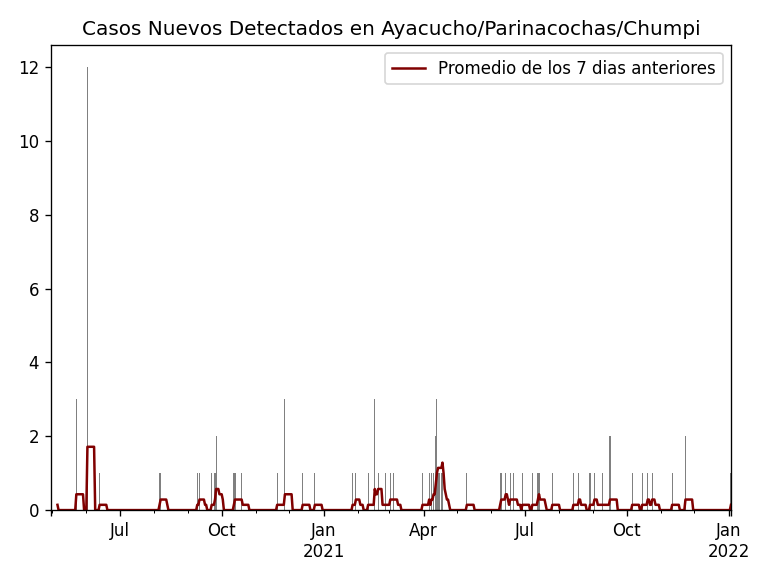 Casos Nuevos Detectados en Ayacucho/Parinacochas/Chumpi
Promedio de los 7 dias anteriores
12
10
8
6
4
2
0
Jul
Oct
Jan
2021
Apr
Jul
Oct
Jan
2022